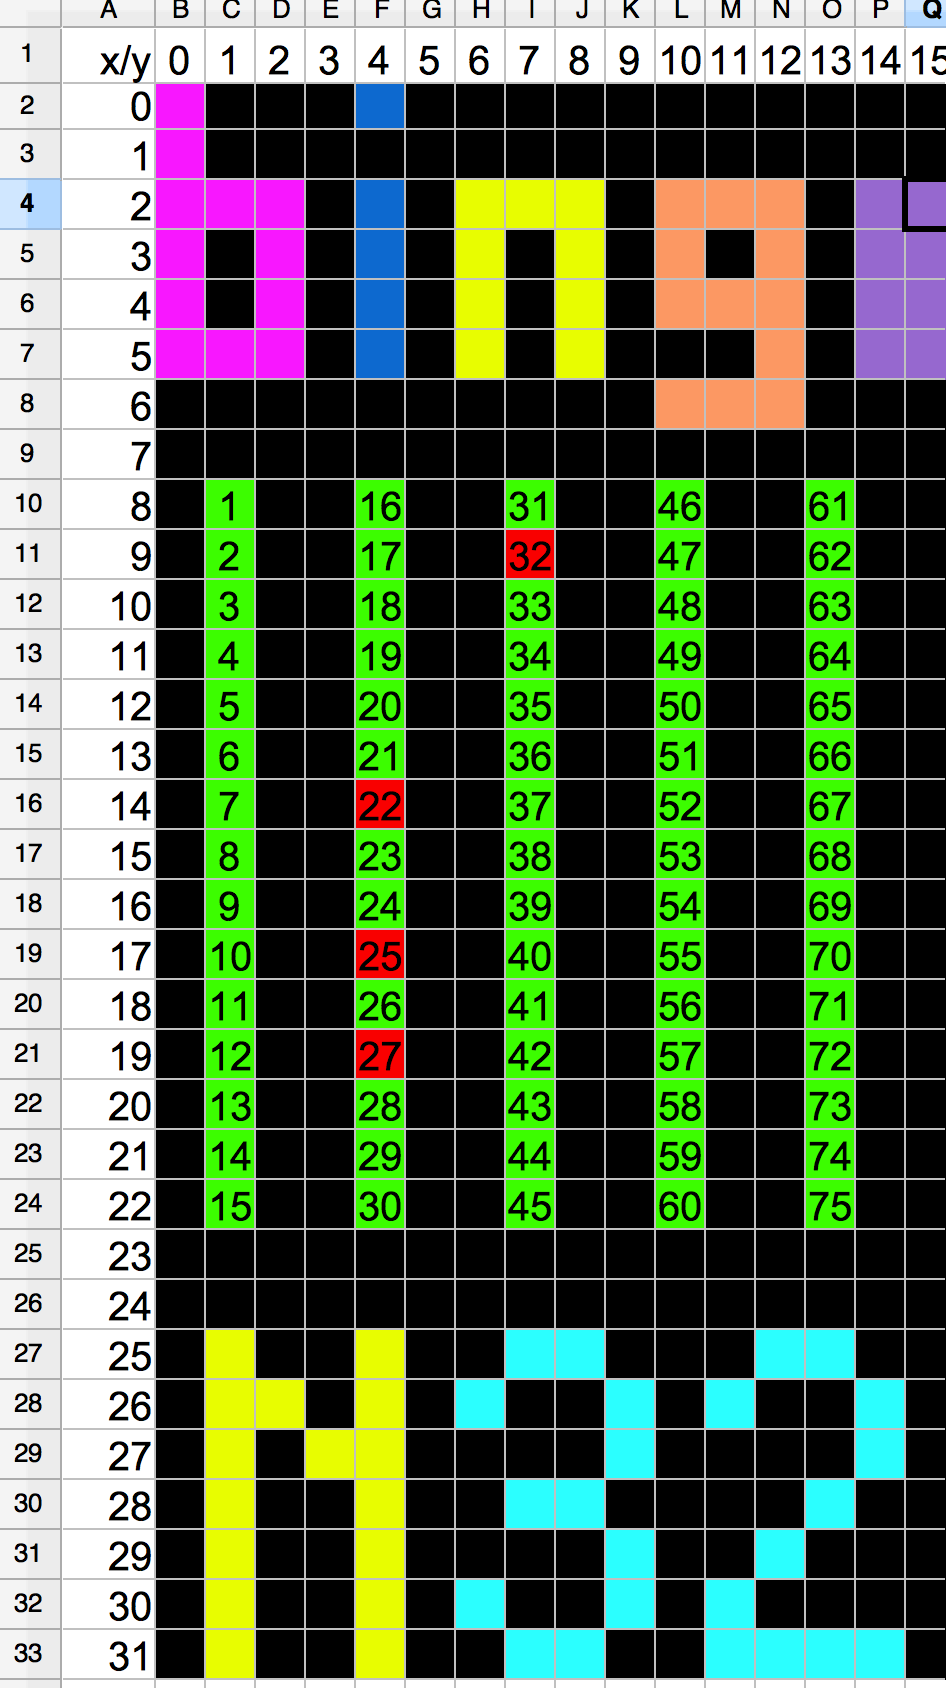 A B C D E F G H I J K L M N O P Q
1 x/y 0 1 2 3 4 5 6 7 8 9 10 11 12 13 14 15
2 0
3 1
4 2
5 3
6 4
7 5
8 6
bingo
9 7
10 8 1 16 31 46 61
11 9 2 17 32 47 62
12 10 3 18 33 48 63
13 11 4 19 34 49 64
14 12 5 20 35 50 65
15 13 6 21 36 51 66
16 14 7 22 37 52 67
17 15 8 23 38 53 68
18 16 9 24 39 54 69
19 17 10 25 40 55 70
20 18 11 26 41 56 71
21 19 12 27 42 57 72
22 20 13 28 43 58 73
23 21 14 29 44 59 74
24 22 15 30 45 60 75
25 23
26 24
27 25
28 26
29 27
30 28
31 29
32 30
33 31
N32